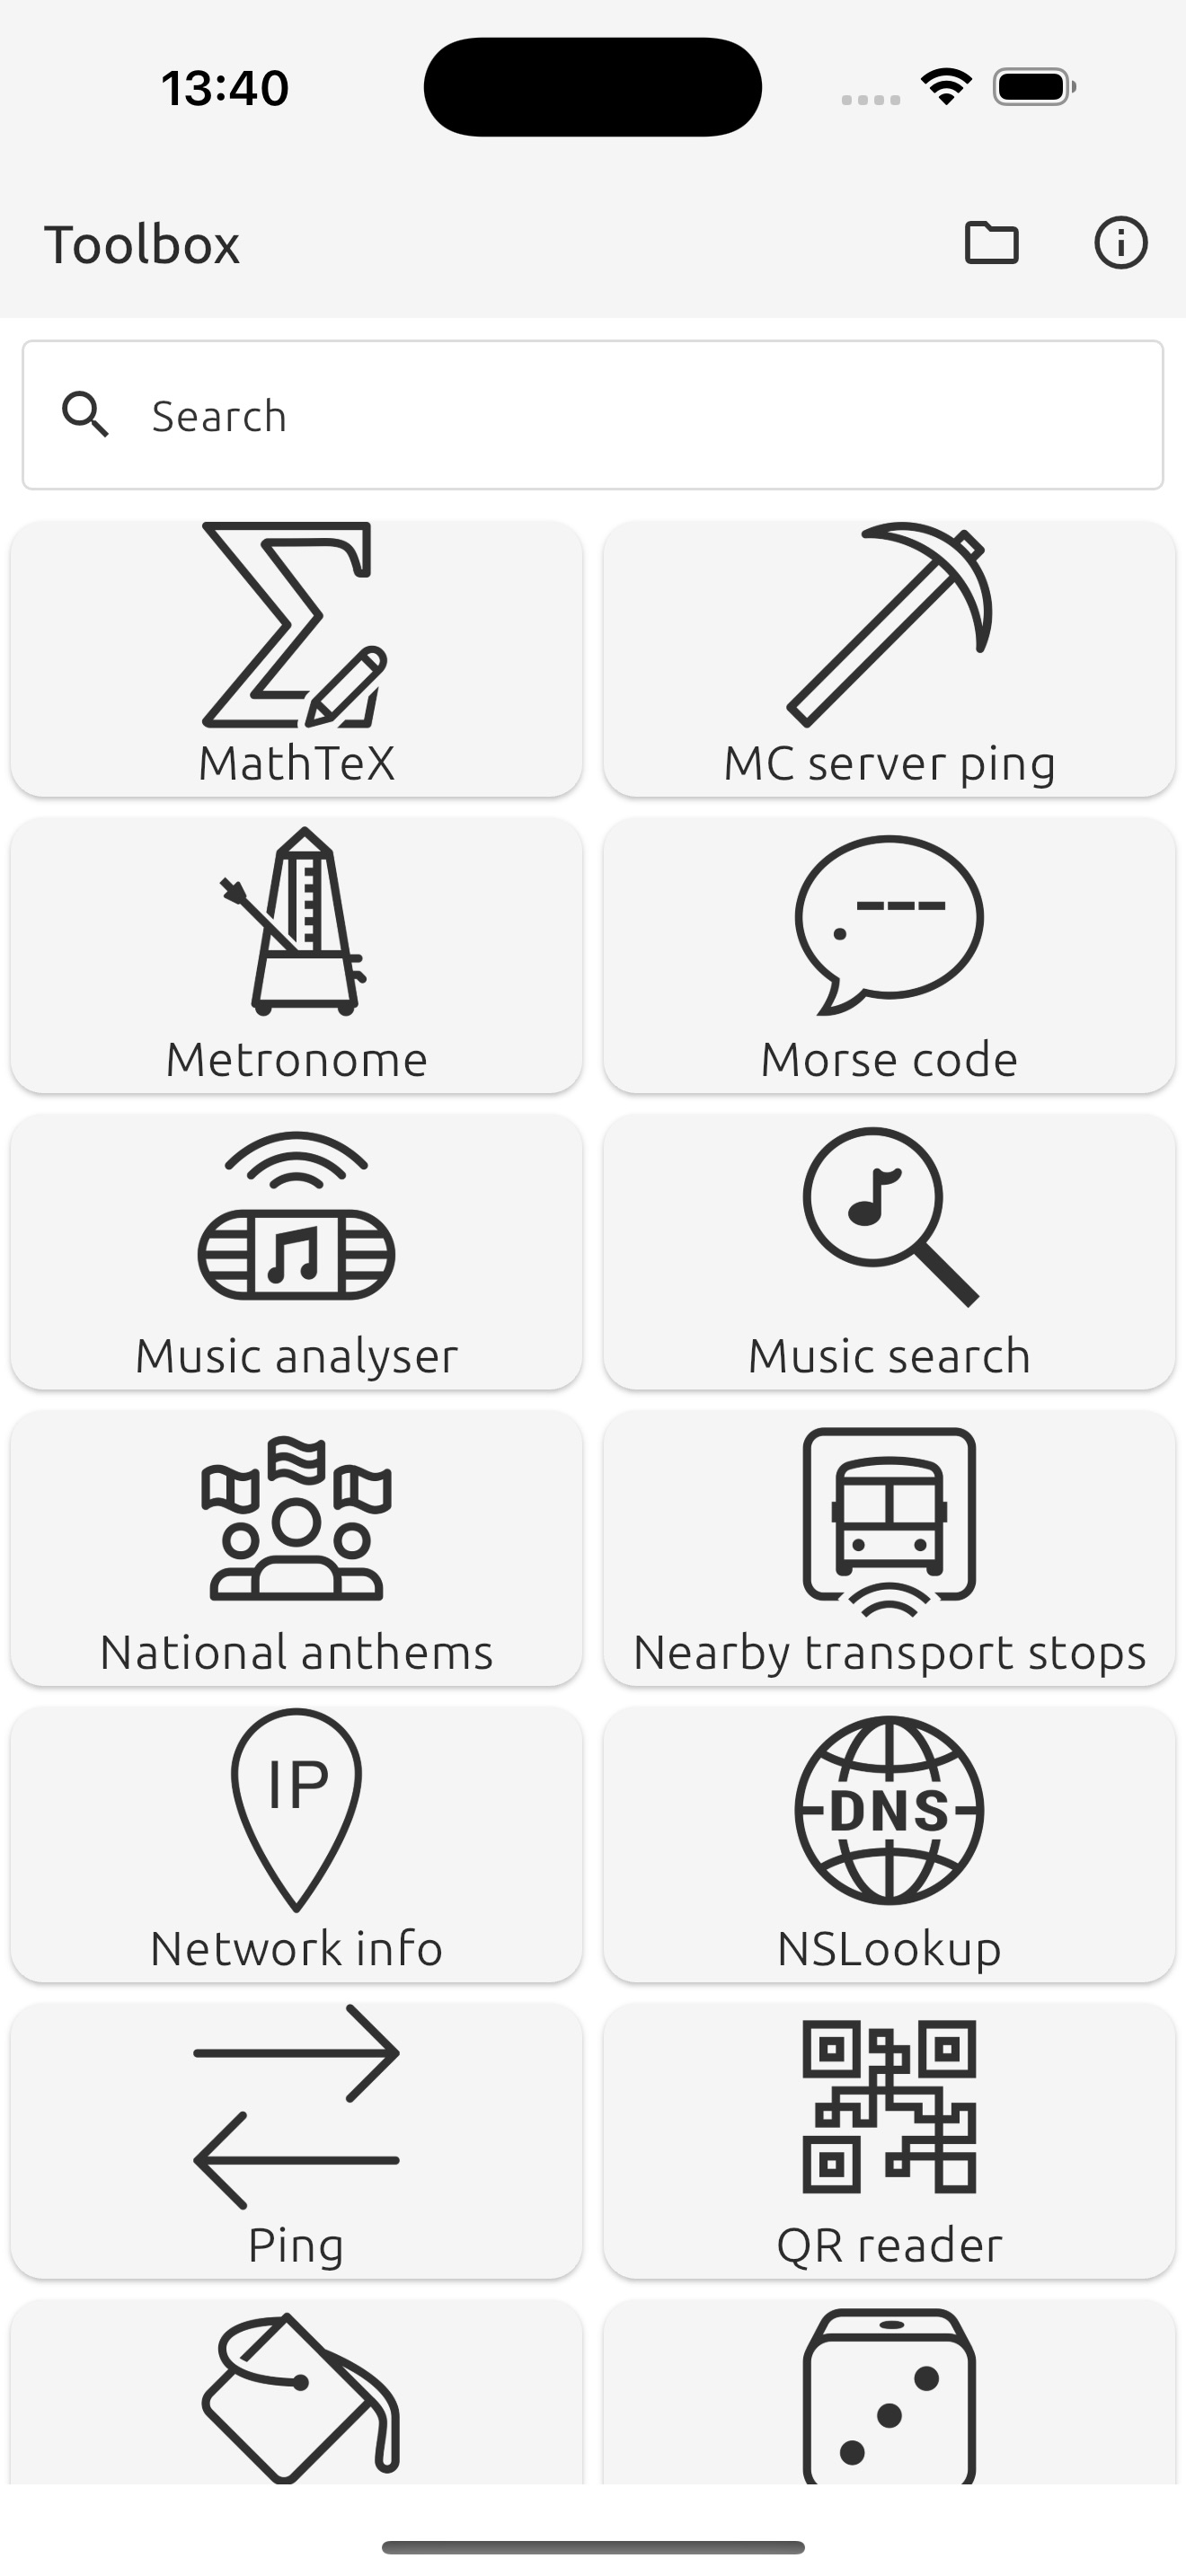 13:40
Toolbox
Search
MathTeX
MC server ping
Metronome
Morse code
Music analyser
Music search
National anthems
Nearby transport stops
IP
DNS
Network info
NSLookup
Ping
QR reader